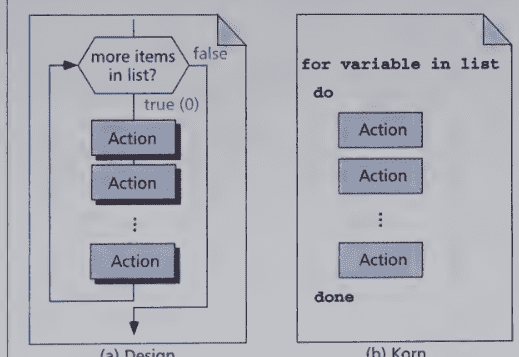 more items
in list?
false
true (0)
Action
Action
⋮
Action
(a) Design
for variable in list
do
Action
Action
⋮
Action
done
(b) Korn